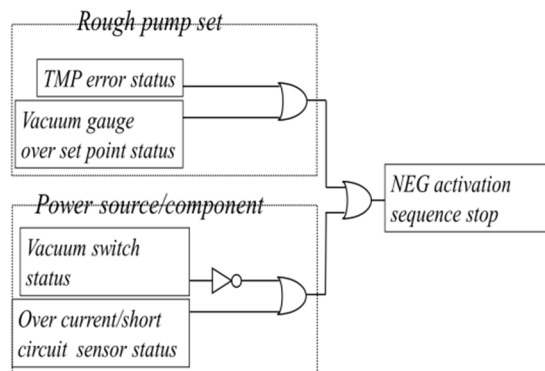 Rough pump set
TMP error status
Vacuum gauge
over set point status
NEG activation
sequence stop
Power source/component
Vacuum switch
status
Over current/short
circuit sensor status